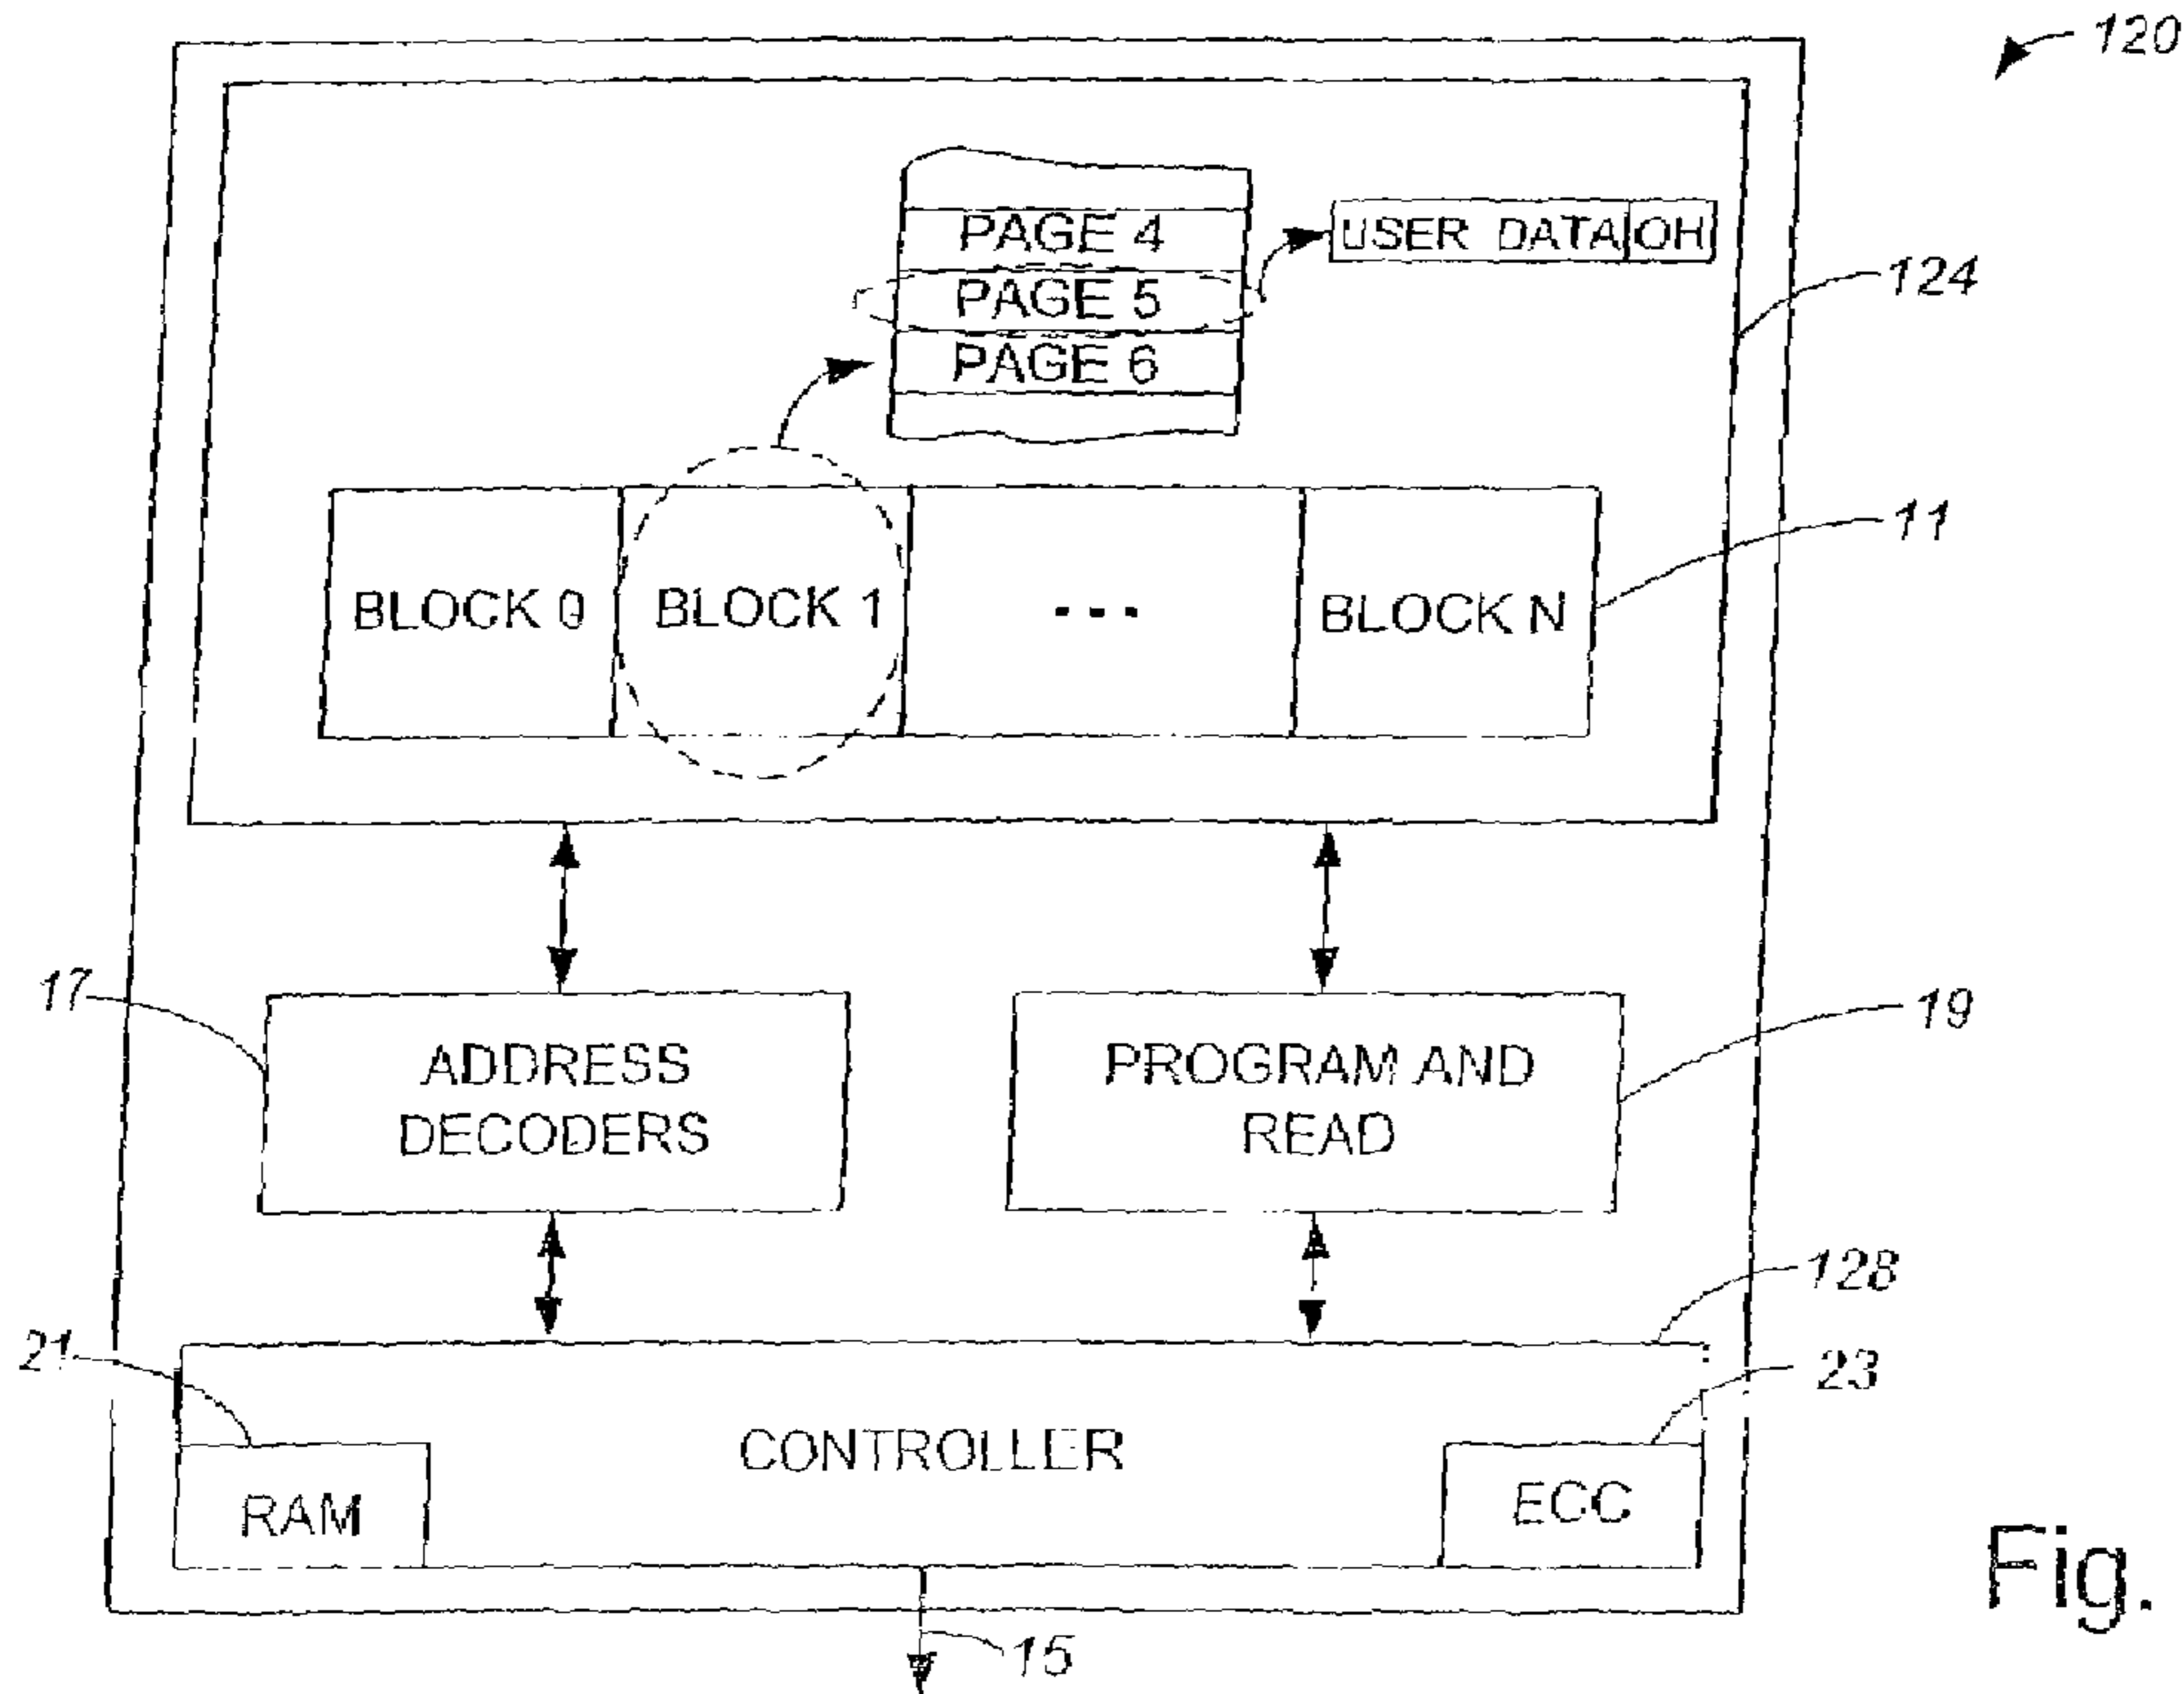 120
PAGE 4
USER DATA OH
PAGE 5
124
PAGE 6
11
BLOCK 0 BLOCK 1 ... BLOCK N
17
19
ADDRESS
DECODERS
PROGRAM AND
READ
128
21
23
CONTROLLER
RAM
ECC
Fig.
15